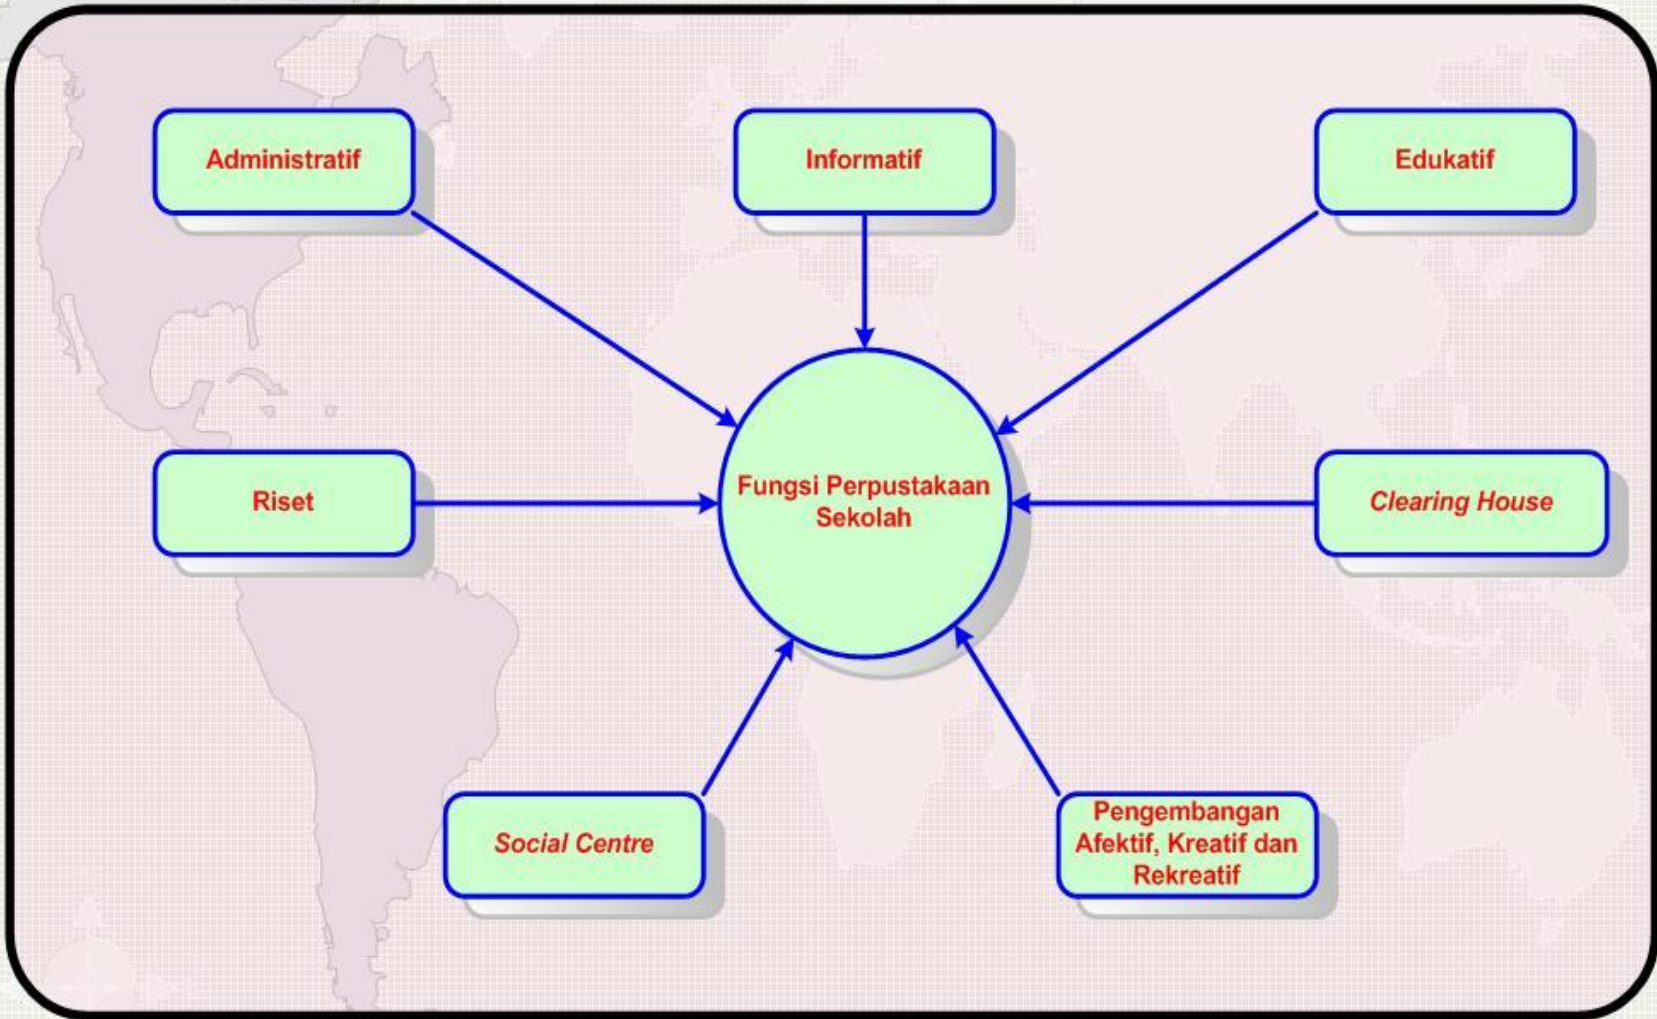 Administratif
Informatif
Edukatif
Riset
Fungsi Perpustakaan
Sekolah
Clearing House
Social Centre
Pengembangan
Afektif, Kreatif dan
Rekreatif